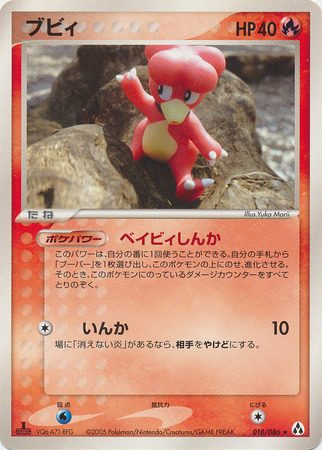 ブビィ HP40
たね Illus.Yuka Morii
ポケパワー ベイビィしんか
このパワーは、自分の番に1回使うことができる。自分の手札から
「ブーバー」を1枚選び出し、このポケモンの上にのせ、進化させる。
そのとき、このポケモンにのっているダメージカウンターをすべて
とりのぞく。
いんか 10
場に「消えない炎」があるなら、相手をやけどにする。
弱点 抵抗力 にげる
1 EDITION VQ6-A71-8FG ©2005 Pokémon/Nintendo/Creatures/GAME FREAK 018/086 ★